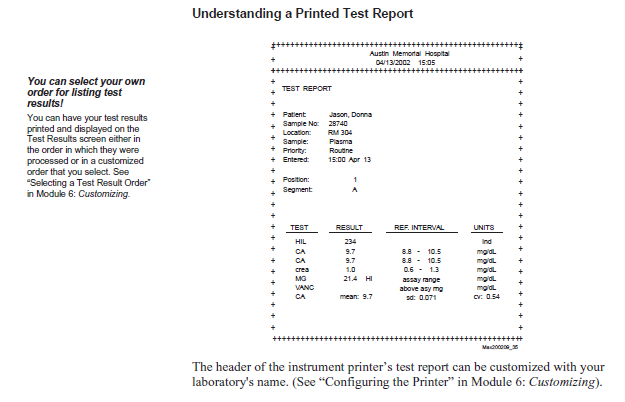 Understanding a Printed Test Report
You can select your own
order for listing test
results!
You can have your test results
printed and displayed on the
Test Results screen either in
the order in which they were
processed or in a customized
order that you select. See
"Selecting a Test Result Order"
in Module 6: Customizing.
Austin Memorial Hospital
04/13/2002 15:05
TEST REPORT
Patient: Jason, Donna
Sample No: 28740
Location: RM 304
Sample: Plasma
Priority: Routine
Entered: 15:00 Apr 13
Position: 1
Segment: A
TEST RESULT REF. INTERVAL UNITS
HIL 234 Ind
CA 9.7 8.8 - 10.5 mg/dL
CA 9.7 8.8 - 10.5 mg/dL
crea 1.0 0.6 - 1.3 mg/dL
MG 21.4 HI assay range mg/dL
VANC above asy mg mg/dL
CA mean: 9.7 sd: 0.071 cv: 0.54
The header of the instrument printer's test report can be customized with your
laboratory's name. (See "Configuring the Printer" in Module 6: Customizing).